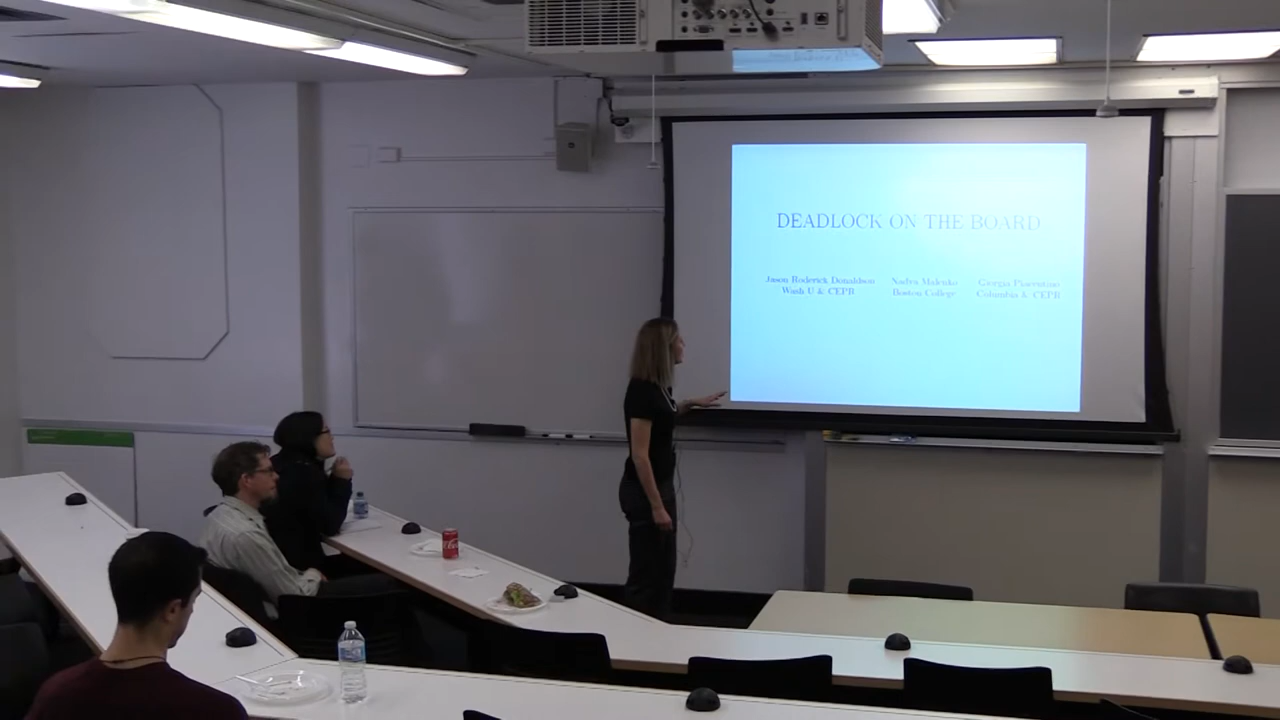 DEADLOCK ON THE BOARD
Jason Roderick Donaldson Nadya Malenko Giorgia Piacentino
Wash U & CEPR Boston College Columbia & CEPR